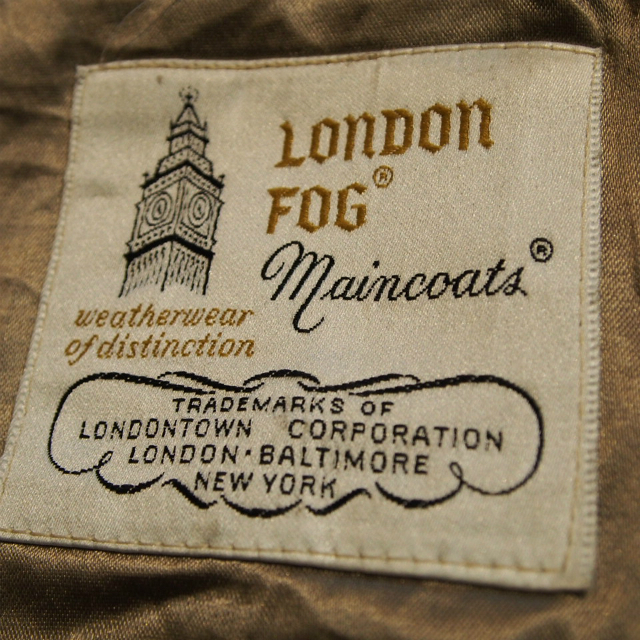 LONDON
FOG®
Maincoats®
weatherwear
of distinction
TRADEMARKS OF
LONDONTOWN CORPORATION
LONDON·BALTIMORE
NEW YORK